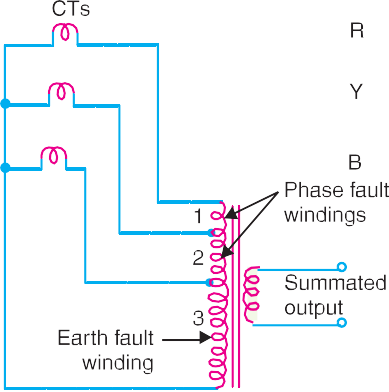 CTs
R
Y
B
Phase fault
windings
1
2
3
Summated
output
Earth fault
winding